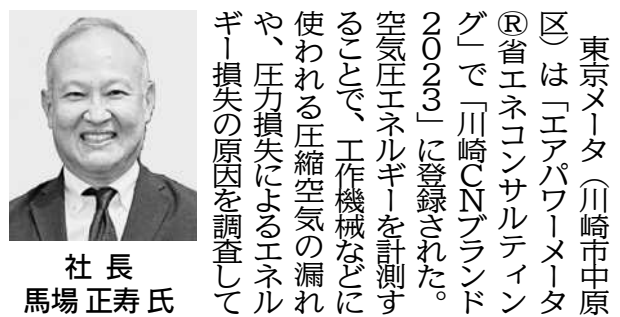 東京メータ（川崎市中原
区）は「エアパワーメータ
®省エネコンサルティン
グ」で「川崎ＣＮブランド
２０２３」に登録された。
空気圧エネルギーを計測す
ることで、工作機械などに
使われる圧縮空気の漏れ
や、圧力損失によるエネル
ギー損失の原因を調査して
社 長
馬場 正寿 氏